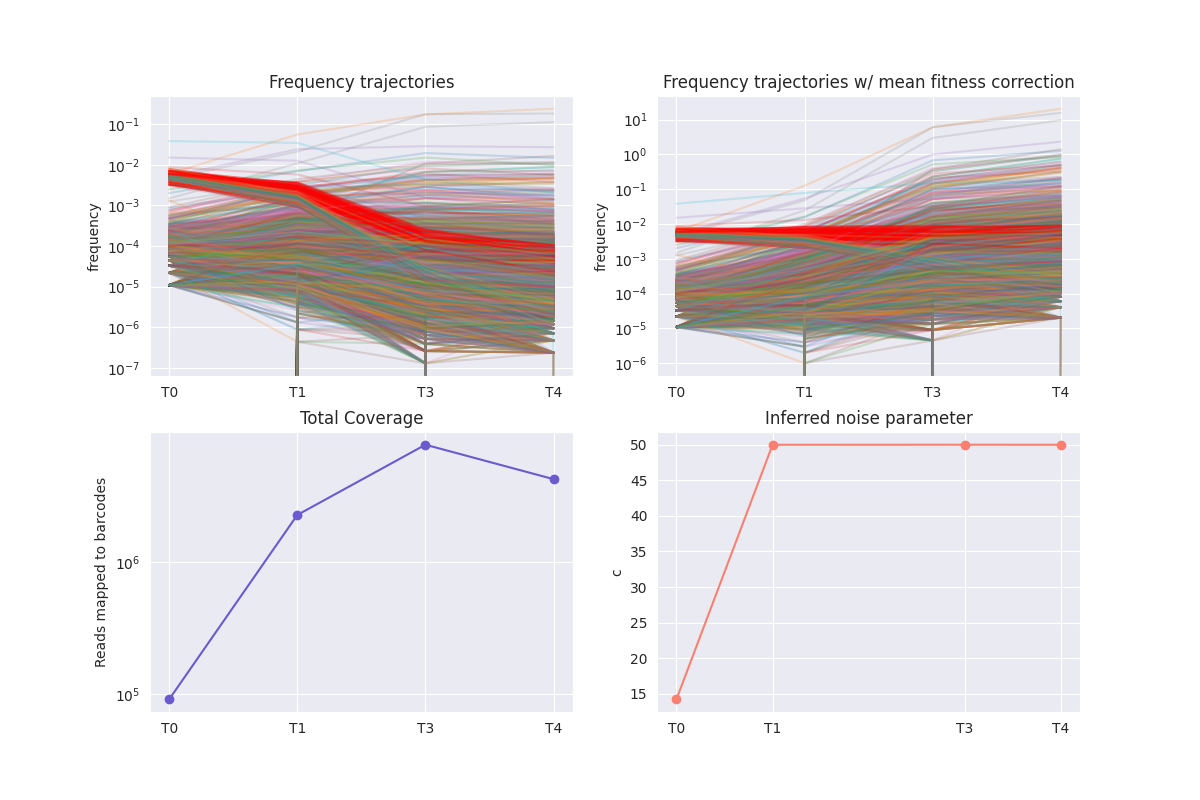 Frequency trajectories
frequency
10⁻¹
10⁻²
10⁻³
10⁻⁴
10⁻⁵
10⁻⁶
10⁻⁷
T0 T1 T3 T4
Frequency trajectories w/ mean fitness correction
frequency
10¹
10⁰
10⁻¹
10⁻²
10⁻³
10⁻⁴
10⁻⁵
10⁻⁶
T0 T1 T3 T4
Total Coverage
Reads mapped to barcodes
10⁶
10⁵
T0 T1 T3 T4
Inferred noise parameter
c
50
45
40
35
30
25
20
15
T0 T1 T3 T4